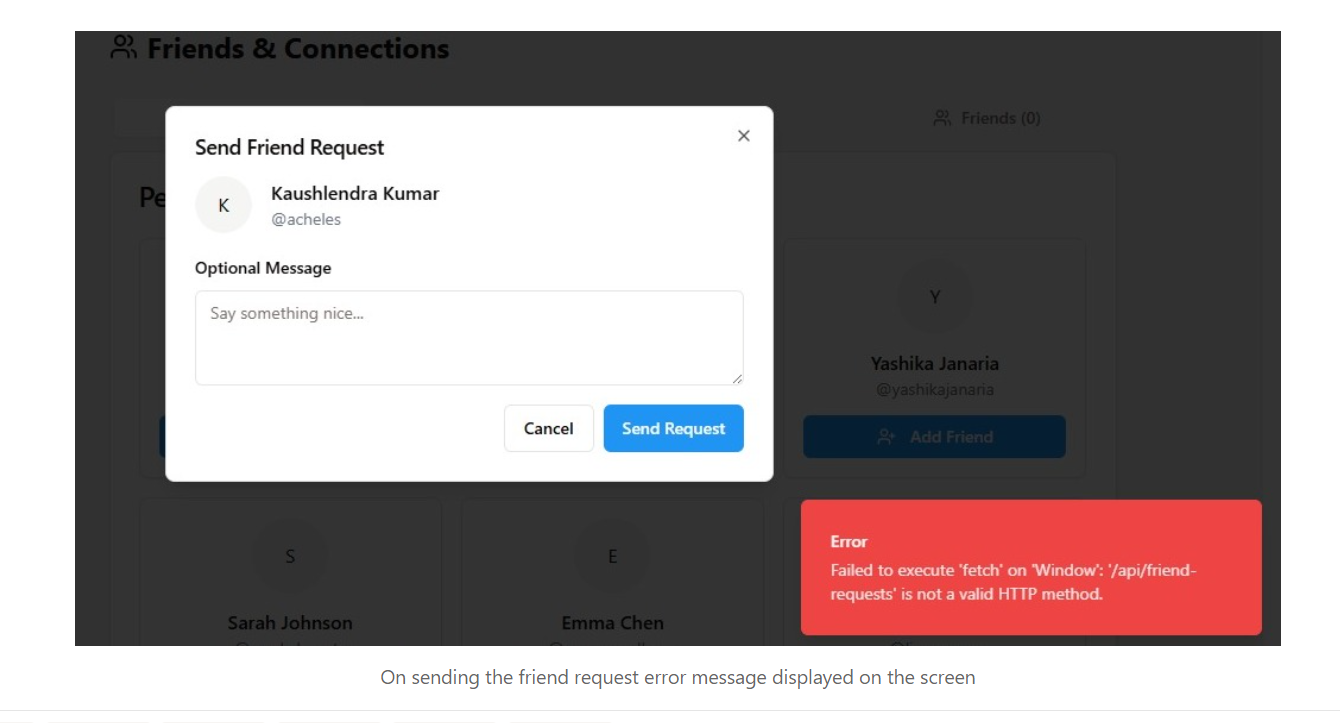 Friends & Connections
Friends (0)
Send Friend Request
Pe
K
Kaushlendra Kumar
@acheles
Optional Message
Say something nice...
Cancel
Send Request
Y
Yashika Janaria
@yashikajanaria
Add Friend
S
Sarah Johnson
E
Emma Chen
Error
Failed to execute 'fetch' on 'Window': '/api/friend-
requests' is not a valid HTTP method.
On sending the friend request error message displayed on the screen